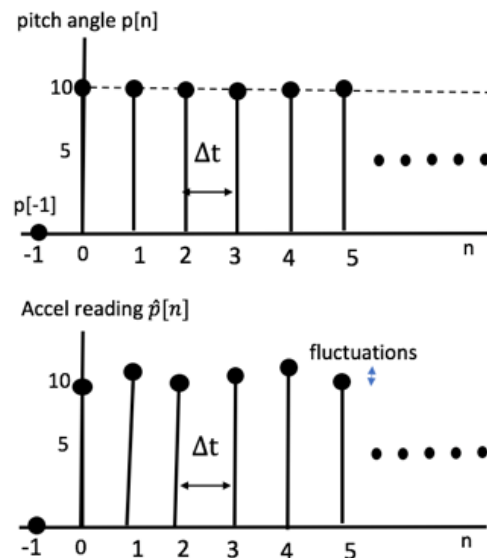 pitch angle p[n]
10
5
Δt
p[-1]
-1 0 1 2 3 4 5 n
Accel reading p̂[n]
fluctuations
10
5
Δt
-1 0 1 2 3 4 5 n